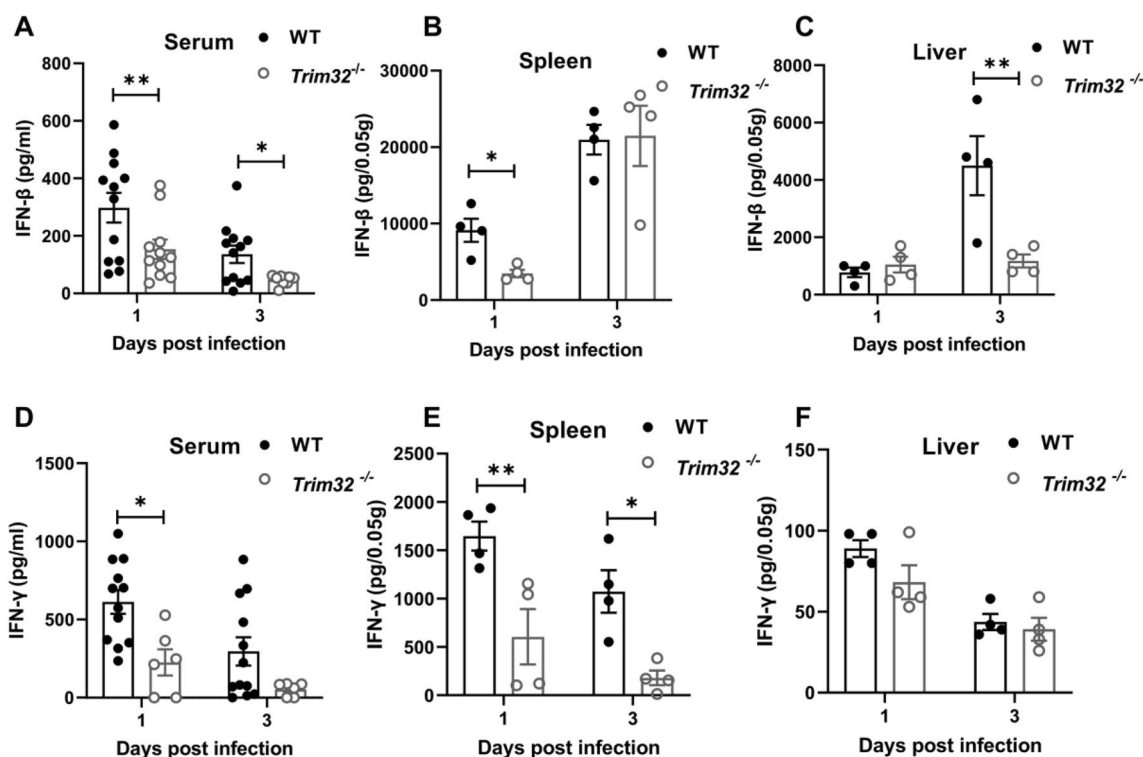 A
Serum
WT
Trim32-/-
IFN-β (pg/ml)
800
600
400
200
0
**
*
1
3
Days post infection
B
Spleen
WT
Trim32 -/-
IFN-β (pg/0.05g)
30000
20000
10000
0
*
1
3
Days post infection
C
Liver
WT
Trim32 -/-
IFN-β (pg/0.05g)
8000
6000
4000
2000
0
**
1
3
Days post infection
D
Serum
WT
Trim32 -/-
IFN-γ (pg/ml)
1500
1000
500
0
*
1
3
Days post infection
E
Spleen
WT
Trim32 -/-
IFN-γ (pg/0.05g)
2500
2000
1500
1000
500
0
**
*
1
3
Days post infection
F
Liver
WT
Trim32 -/-
IFN-γ (pg/0.05g)
150
100
50
0
1
3
Days post infection